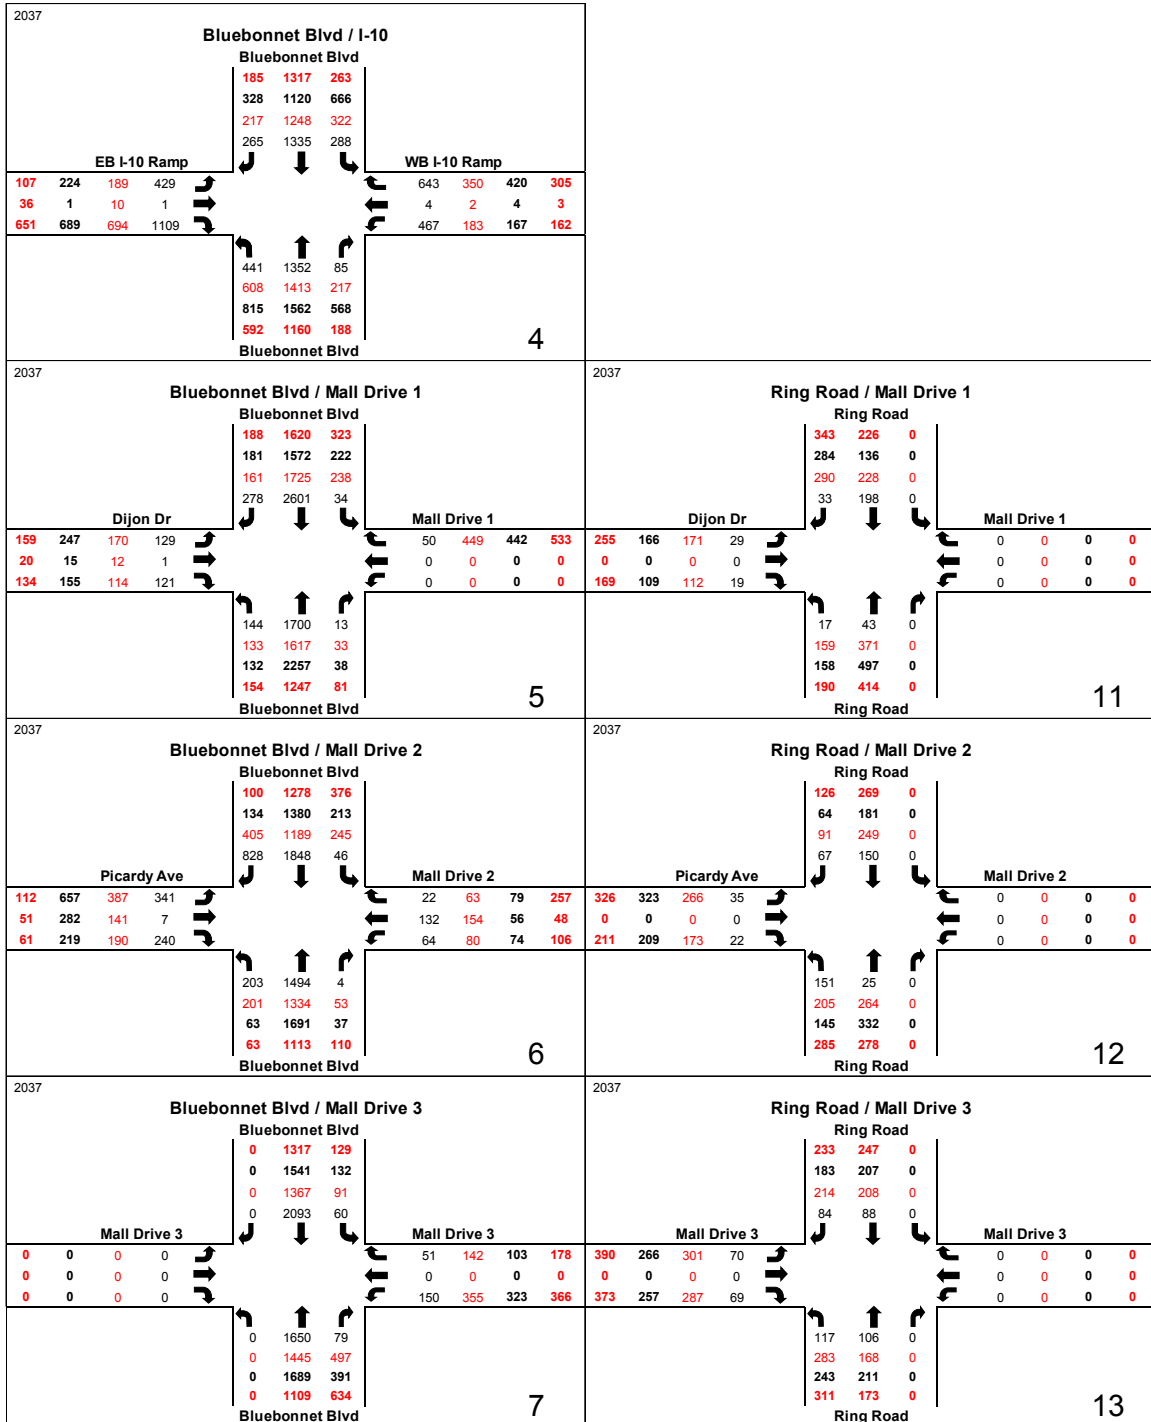 2037
Bluebonnet Blvd / I-10
Bluebonnet Blvd
185 1317 263
328 1120 666
217 1248 322
265 1335 288
EB I-10 Ramp WB I-10 Ramp
107 224 189 429 643 350 420 305
36 1 10 1 4 2 4 3
651 689 694 1109 467 183 167 162
441 1352 85
608 1413 217
815 1562 568
592 1160 188
4
Bluebonnet Blvd
2037
Bluebonnet Blvd / Mall Drive 1
Bluebonnet Blvd
188 1620 323
181 1572 222
161 1725 238
278 2601 34
Dijon Dr Mall Drive 1
159 247 170 129 50 449 442 533
20 15 12 1 0 0 0 0
134 155 114 121 0 0 0 0
144 1700 13
133 1617 33
132 2257 38
154 1247 81
5
Bluebonnet Blvd
2037
Ring Road / Mall Drive 1
Ring Road
343 226 0
284 136 0
290 228 0
33 198 0
Dijon Dr Mall Drive 1
255 166 171 29 0 0 0 0
0 0 0 0 0 0 0 0
169 109 112 19 0 0 0 0
17 43 0
159 371 0
158 497 0
190 414 0
11
Ring Road
2037
Bluebonnet Blvd / Mall Drive 2
Bluebonnet Blvd
100 1278 376
134 1380 213
405 1189 245
828 1848 46
Picardy Ave Mall Drive 2
112 657 387 341 22 63 79 257
51 282 141 7 132 154 56 48
61 219 190 240 64 80 74 106
203 1494 4
201 1334 53
63 1691 37
63 1113 110
6
Bluebonnet Blvd
2037
Ring Road / Mall Drive 2
Ring Road
126 269 0
64 181 0
91 249 0
67 150 0
Picardy Ave Mall Drive 2
326 323 266 35 0 0 0 0
0 0 0 0 0 0 0 0
211 209 173 22 0 0 0 0
151 25 0
205 264 0
145 332 0
285 278 0
12
Ring Road
2037
Bluebonnet Blvd / Mall Drive 3
Bluebonnet Blvd
0 1317 129
0 1541 132
0 1367 91
0 2093 60
Mall Drive 3 Mall Drive 3
0 0 0 0 51 142 103 178
0 0 0 0 0 0 0 0
0 0 0 0 150 355 323 366
0 1650 79
0 1445 497
0 1689 391
0 1109 634
7
Bluebonnet Blvd
2037
Ring Road / Mall Drive 3
Ring Road
233 247 0
183 207 0
214 208 0
84 88 0
Mall Drive 3 Mall Drive 3
390 266 301 70 0 0 0 0
0 0 0 0 0 0 0 0
373 257 287 69 0 0 0 0
117 106 0
283 168 0
243 211 0
311 173 0
13
Ring Road